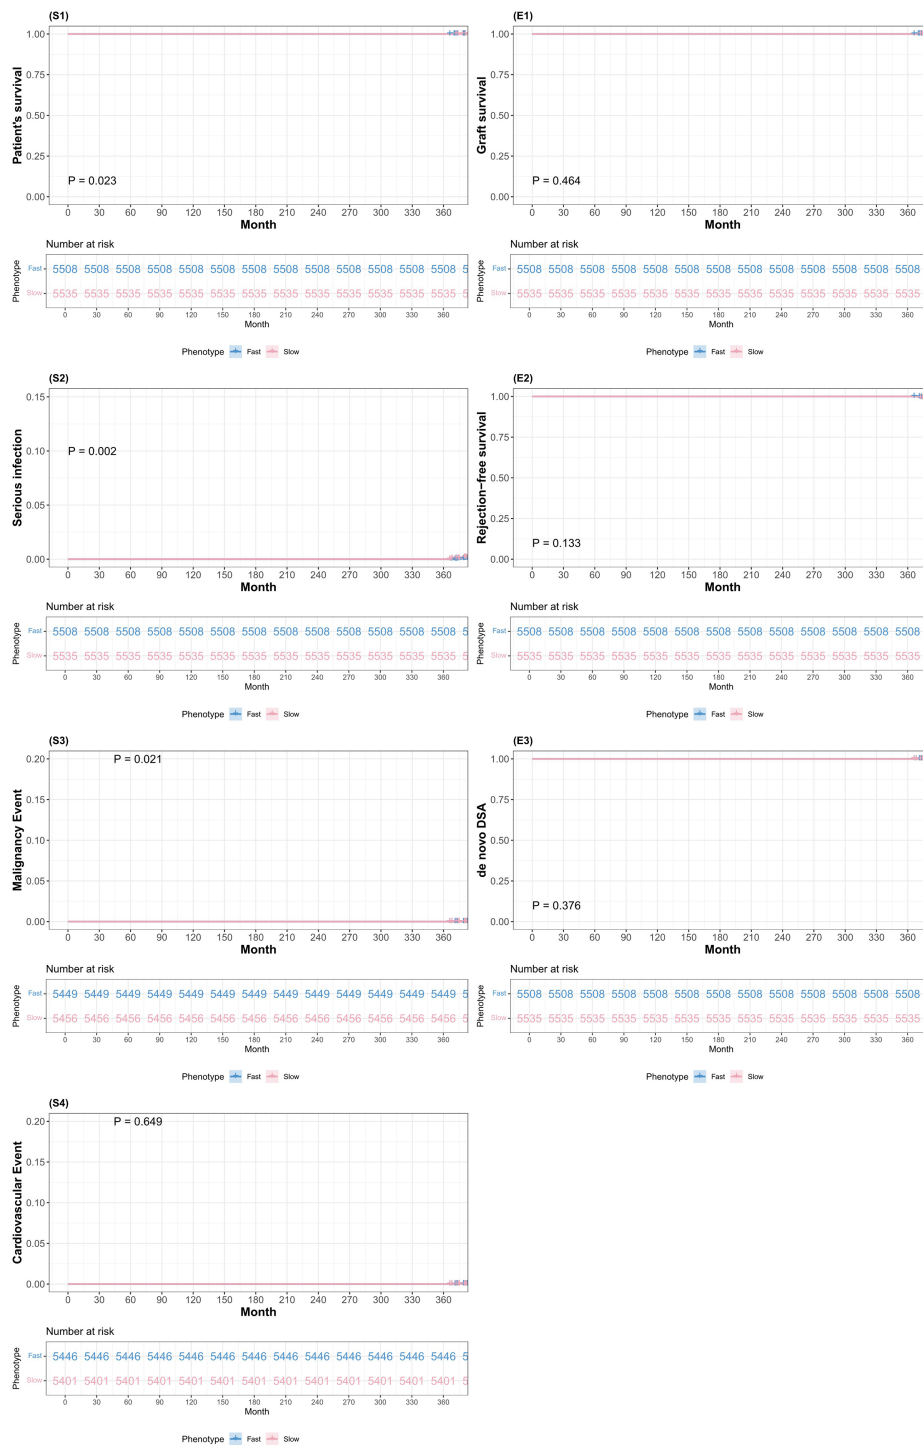 (S1)
Patient's survival
1.00
0.75
0.50
0.25
0.00
P = 0.023
0 30 60 90 120 150 180 210 240 270 300 330 360
Month
Number at risk
Phenotype
Fast 5508 5508 5508 5508 5508 5508 5508 5508 5508 5508 5508 5508 5508 5
Slow 5535 5535 5535 5535 5535 5535 5535 5535 5535 5535 5535 5535 5535 5
0 30 60 90 120 150 180 210 240 270 300 330 360
Month
Phenotype Fast Slow
(E1)
Graft survival
1.00
0.75
0.50
0.25
0.00
P = 0.464
0 30 60 90 120 150 180 210 240 270 300 330 360
Month
Number at risk
Phenotype
Fast 5508 5508 5508 5508 5508 5508 5508 5508 5508 5508 5508 5508 5508
Slow 5535 5535 5535 5535 5535 5535 5535 5535 5535 5535 5535 5535 5535
0 30 60 90 120 150 180 210 240 270 300 330 360
Month
Phenotype Fast Slow
(S2)
Serious infection
0.15
0.10
0.05
0.00
P = 0.002
0 30 60 90 120 150 180 210 240 270 300 330 360
Month
Number at risk
Phenotype
Fast 5508 5508 5508 5508 5508 5508 5508 5508 5508 5508 5508 5508 5508 5
Slow 5535 5535 5535 5535 5535 5535 5535 5535 5535 5535 5535 5535 5535 5
0 30 60 90 120 150 180 210 240 270 300 330 360
Month
Phenotype Fast Slow
(E2)
Rejection−free survival
1.00
0.75
0.50
0.25
0.00
P = 0.133
0 30 60 90 120 150 180 210 240 270 300 330 360
Month
Number at risk
Phenotype
Fast 5508 5508 5508 5508 5508 5508 5508 5508 5508 5508 5508 5508 5508
Slow 5535 5535 5535 5535 5535 5535 5535 5535 5535 5535 5535 5535 5535
0 30 60 90 120 150 180 210 240 270 300 330 360
Month
Phenotype Fast Slow
(S3)
Malignancy Event
0.20
0.15
0.10
0.05
0.00
P = 0.021
0 30 60 90 120 150 180 210 240 270 300 330 360
Month
Number at risk
Phenotype
Fast 5449 5449 5449 5449 5449 5449 5449 5449 5449 5449 5449 5449 5449 5
Slow 5456 5456 5456 5456 5456 5456 5456 5456 5456 5456 5456 5456 5456 5
0 30 60 90 120 150 180 210 240 270 300 330 360
Month
Phenotype Fast Slow
(E3)
de novo DSA
1.00
0.75
0.50
0.25
0.00
P = 0.376
0 30 60 90 120 150 180 210 240 270 300 330 360
Month
Number at risk
Phenotype
Fast 5508 5508 5508 5508 5508 5508 5508 5508 5508 5508 5508 5508 5508
Slow 5535 5535 5535 5535 5535 5535 5535 5535 5535 5535 5535 5535 5535
0 30 60 90 120 150 180 210 240 270 300 330 360
Month
Phenotype Fast Slow
(S4)
Cardiovascular Event
0.20
0.15
0.10
0.05
0.00
P = 0.649
0 30 60 90 120 150 180 210 240 270 300 330 360
Month
Number at risk
Phenotype
Fast 5446 5446 5446 5446 5446 5446 5446 5446 5446 5446 5446 5446 5446 5
Slow 5401 5401 5401 5401 5401 5401 5401 5401 5401 5401 5401 5401 5401 5
0 30 60 90 120 150 180 210 240 270 300 330 360
Month
Phenotype Fast Slow